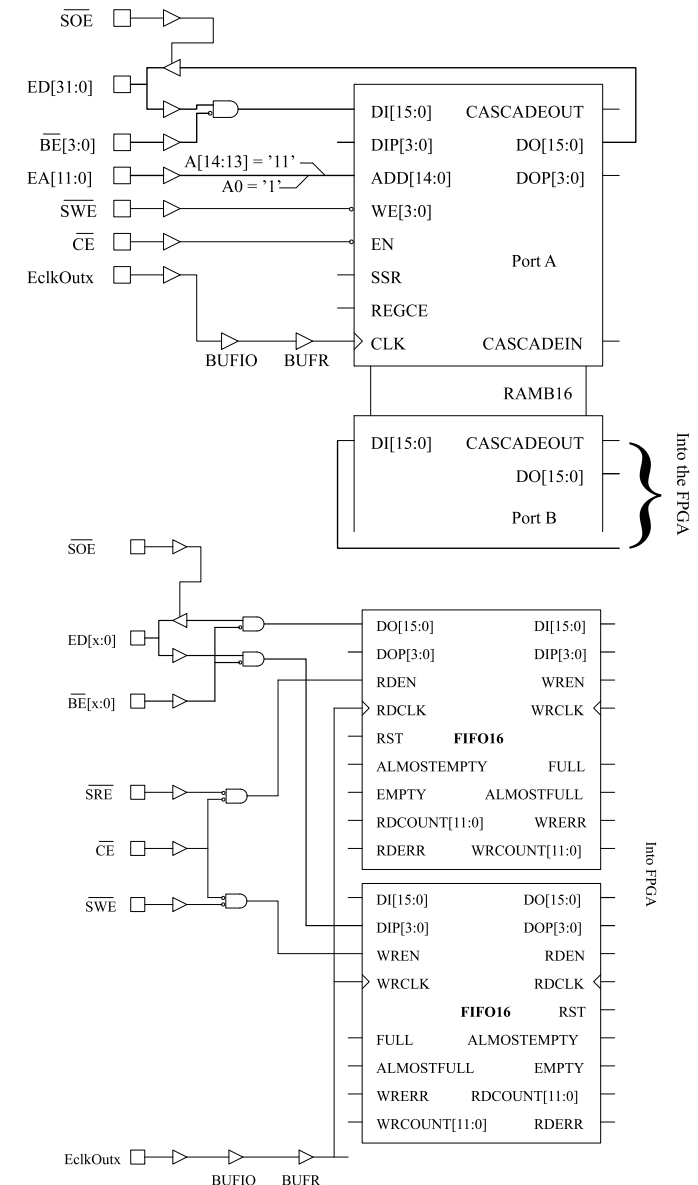 SOE
ED[31:0]
BE[3:0]
EA[11:0]
A[14:13] = '11'
A0 = '1'
SWE
CE
EclkOutx
BUFIO
BUFR
DI[15:0] CASCADEOUT
DIP[3:0] DO[15:0]
ADD[14:0] DOP[3:0]
WE[3:0]
EN
Port A
SSR
REGCE
CLK CASCADEIN
RAMB16
DI[15:0] CASCADEOUT
DO[15:0]
Port B
Into the FPGA
SOE
ED[x:0]
BE[x:0]
SRE
CE
SWE
EclkOutx
BUFIO
BUFR
DO[15:0] DI[15:0]
DOP[3:0] DIP[3:0]
RDEN WREN
RDCLK WRCLK
RST FIFO16
ALMOSTEMPTY FULL
EMPTY ALMOSTFULL
RDCOUNT[11:0] WRERR
RDERR WRCOUNT[11:0]
Into FPGA
DI[15:0] DO[15:0]
DIP[3:0] DOP[3:0]
WREN RDEN
WRCLK RDCLK
FIFO16 RST
FULL ALMOSTEMPTY
ALMOSTFULL EMPTY
WRERR RDCOUNT[11:0]
WRCOUNT[11:0] RDERR